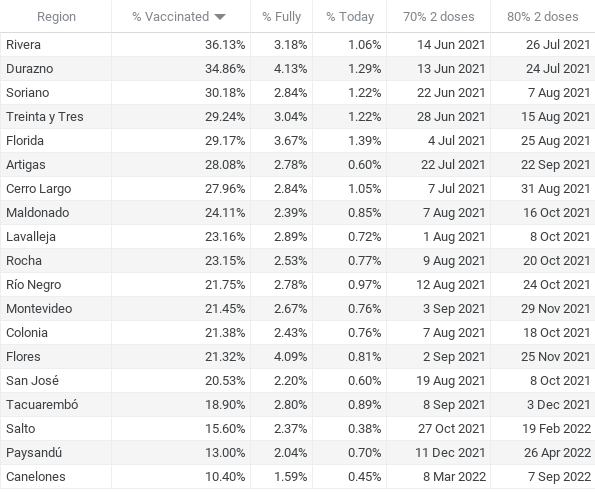 Region % Vaccinated % Fully % Today 70% 2 doses 80% 2 doses
Rivera 36.13% 3.18% 1.06% 14 Jun 2021 26 Jul 2021
Durazno 34.86% 4.13% 1.29% 13 Jun 2021 24 Jul 2021
Soriano 30.18% 2.84% 1.22% 22 Jun 2021 7 Aug 2021
Treinta y Tres 29.24% 3.04% 1.22% 28 Jun 2021 15 Aug 2021
Florida 29.17% 3.67% 1.39% 4 Jul 2021 25 Aug 2021
Artigas 28.08% 2.78% 0.60% 22 Jul 2021 22 Sep 2021
Cerro Largo 27.96% 2.84% 1.05% 7 Jul 2021 31 Aug 2021
Maldonado 24.11% 2.39% 0.85% 7 Aug 2021 16 Oct 2021
Lavalleja 23.16% 2.89% 0.72% 1 Aug 2021 8 Oct 2021
Rocha 23.15% 2.53% 0.77% 9 Aug 2021 20 Oct 2021
Río Negro 21.75% 2.78% 0.97% 12 Aug 2021 24 Oct 2021
Montevideo 21.45% 2.67% 0.76% 3 Sep 2021 29 Nov 2021
Colonia 21.38% 2.43% 0.76% 7 Aug 2021 18 Oct 2021
Flores 21.32% 4.09% 0.81% 2 Sep 2021 25 Nov 2021
San José 20.53% 2.20% 0.60% 19 Aug 2021 8 Oct 2021
Tacuarembó 18.90% 2.80% 0.89% 8 Sep 2021 3 Dec 2021
Salto 15.60% 2.37% 0.38% 27 Oct 2021 19 Feb 2022
Paysandú 13.00% 2.04% 0.70% 11 Dec 2021 26 Apr 2022
Canelones 10.40% 1.59% 0.45% 8 Mar 2022 7 Sep 2022